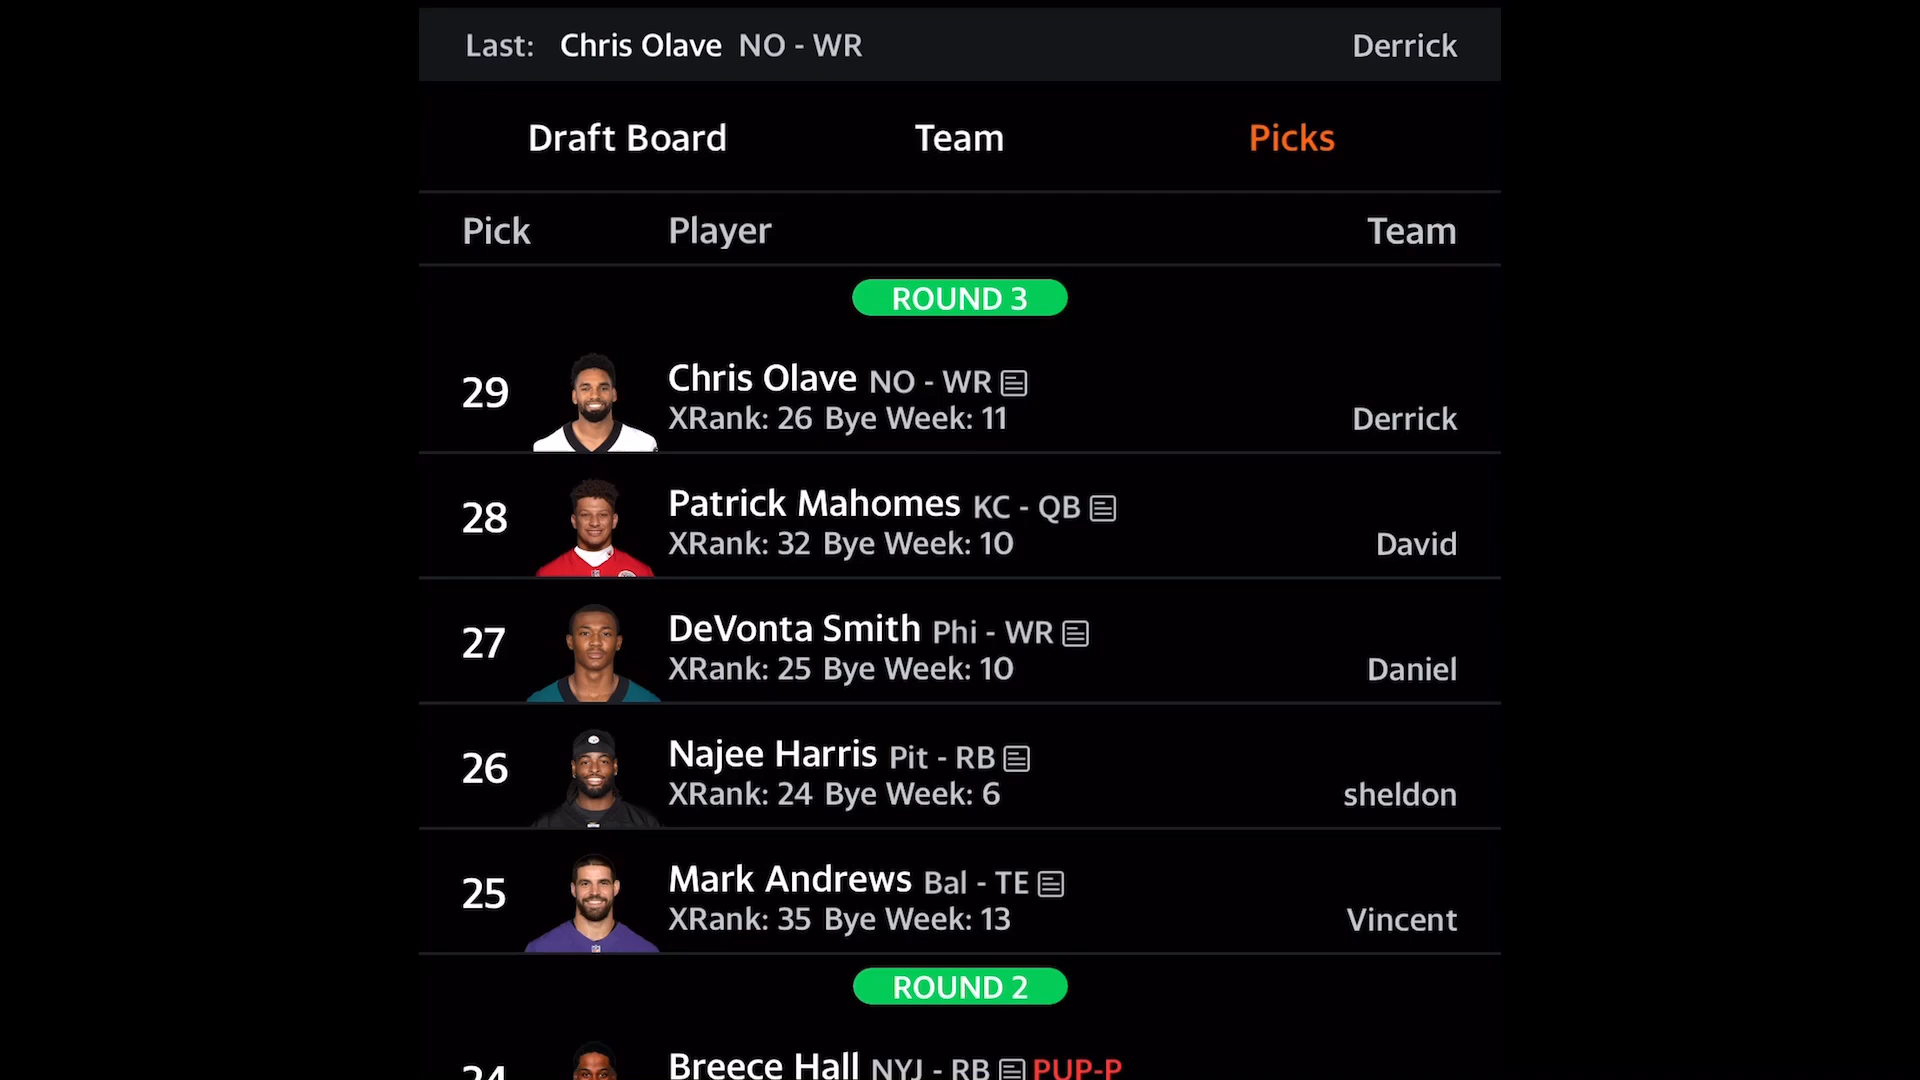 Last: Chris Olave NO - WR Derrick
Draft Board Team Picks
Pick Player Team
ROUND 3
29 Chris Olave NO - WR
XRank: 26 Bye Week: 11 Derrick
28 Patrick Mahomes KC - QB
XRank: 32 Bye Week: 10 David
27 DeVonta Smith Phi - WR
XRank: 25 Bye Week: 10 Daniel
26 Najee Harris Pit - RB
XRank: 24 Bye Week: 6 sheldon
25 Mark Andrews Bal - TE
XRank: 35 Bye Week: 13 Vincent
ROUND 2
24 Breece Hall NYJ - RB PUP-P